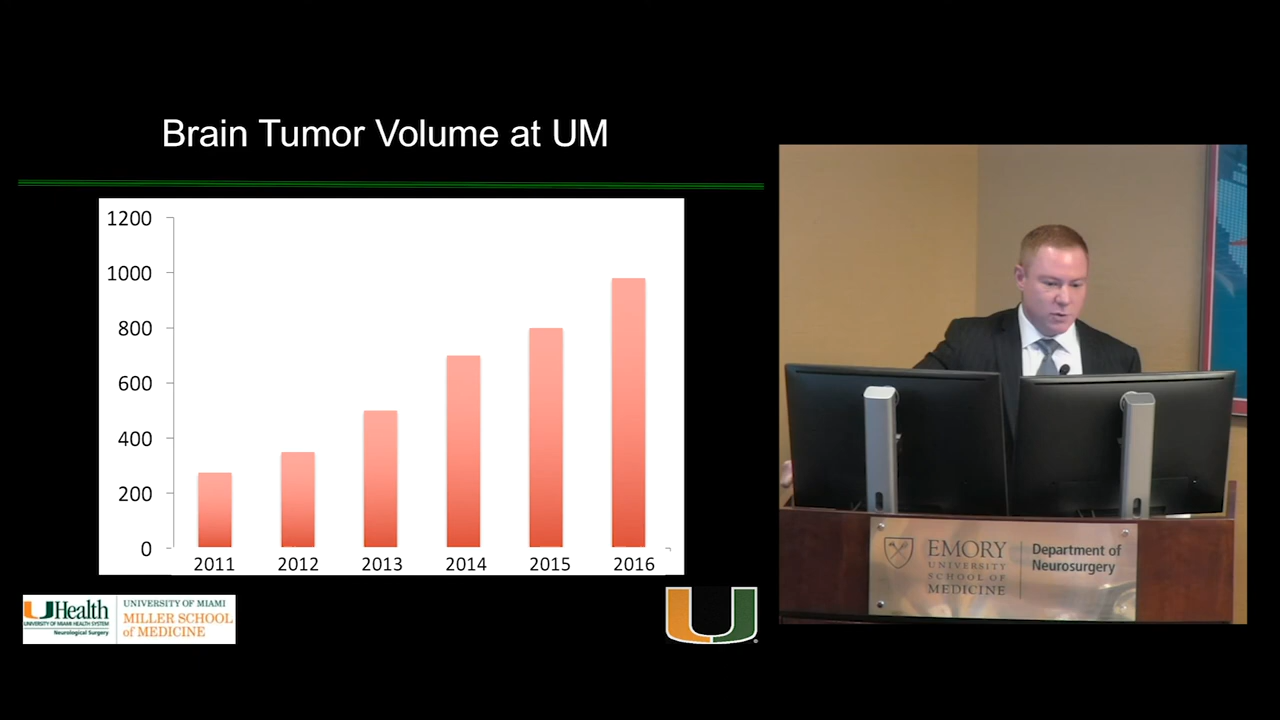 Brain Tumor Volume at UM
1200
1000
800
600
400
200
0
2011 2012 2013 2014 2015 2016
UHealth
UNIVERSITY OF MIAMI HEALTH SYSTEM
Neurological Surgery
UNIVERSITY OF MIAMI
MILLER SCHOOL
of MEDICINE
U
EMORY
UNIVERSITY
SCHOOL OF
MEDICINE
Department of
Neurosurgery